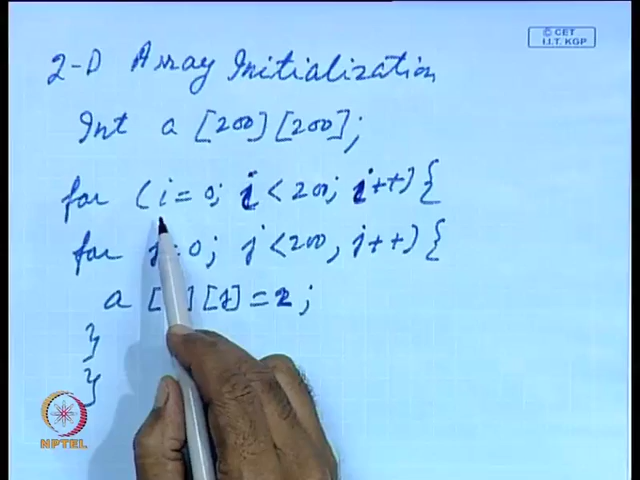 © CET
I.I.T. KGP
2-D Array Initialization
Int a [200][200];
for (i=0; i<200; i++){
for j=0; j<200, j++){
a [ ][j]=2;
}
}
NPTEL